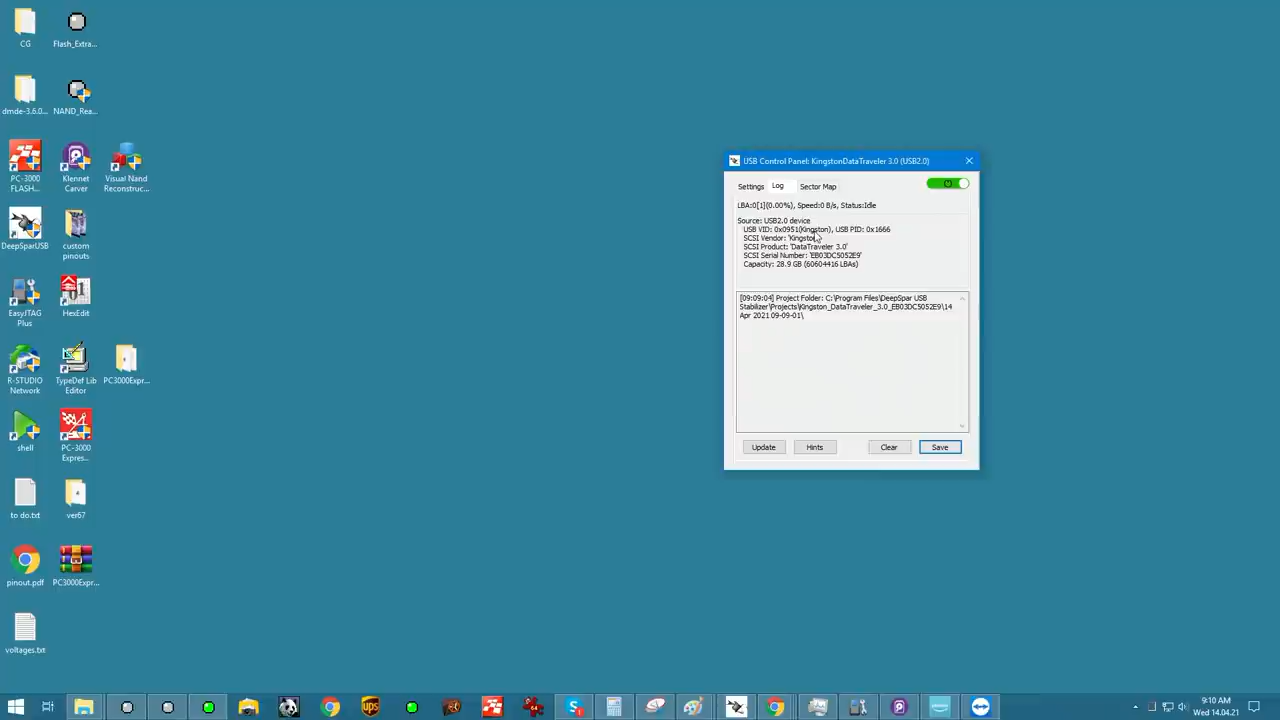 CG
Flash_Extra...
dmde-3.6.0...
NAND_Rea...
PC-3000
FLASH...
Klennet
Carver
Visual Nand
Reconstruc...
DeepSparUSB
custom
pinouts
EasyJTAG
Plus
HexEdit
R-STUDIO
Network
TypeDef Lib
Editor
PC3000Expr...
shell
PC-3000
Expres...
to do.txt
ver67
pinout.pdf
PC3000Expr...
voltages.txt
USB Control Panel: KingstonDataTraveler 3.0 (USB2.0)
Settings
Log
Sector Map
LBA:0[1](0.00%), Speed:0 B/s, Status:Idle
Source: USB2.0 device
USB VID: 0x0951(Kingston), USB PID: 0x1666
SCSI Vendor: 'Kingston
SCSI Product: 'DataTraveler 3.0'
SCSI Serial Number: 'EB03DC5052E9'
Capacity: 28.9 GB (60604416 LBAs)
[09:09:04] Project Folder: C:\Program Files\DeepSpar USB
Stabilizer\Projects\Kingston_DataTraveler_3.0_EB03DC5052E9\14
Apr 2021 09-09-01\
Update
Hints
Clear
Save
ups
64
9:10 AM
Wed 14.04.21